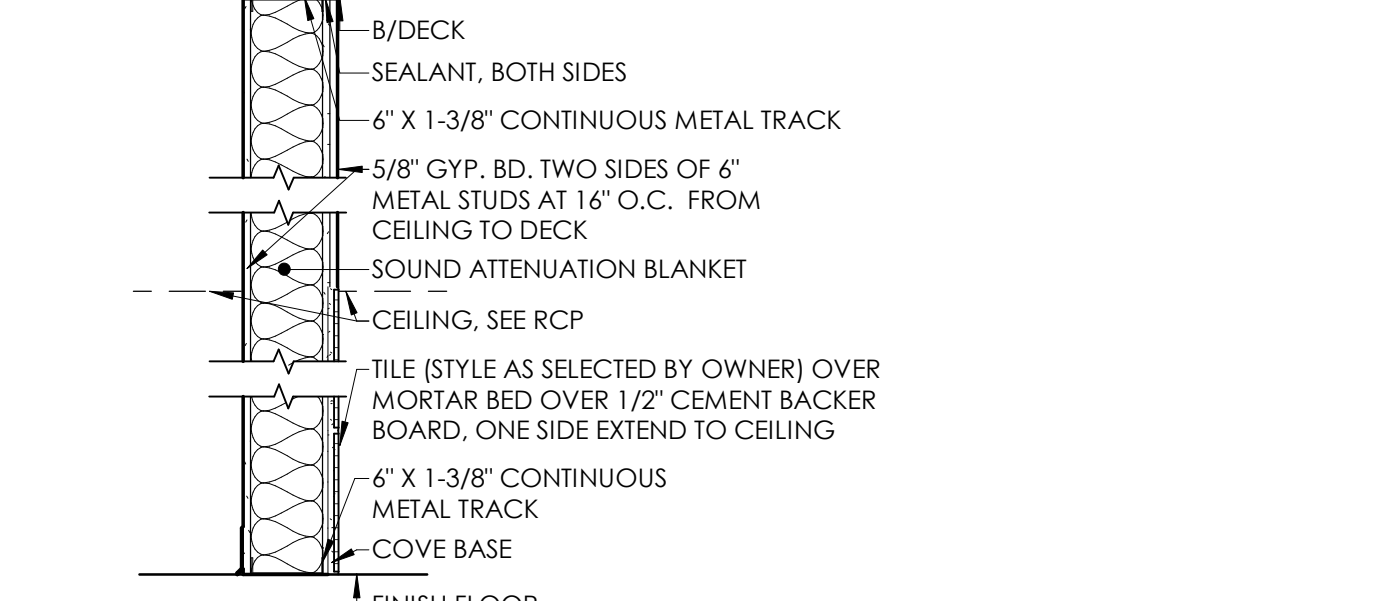 B/DECK
SEALANT, BOTH SIDES
6" X 1-3/8" CONTINUOUS METAL TRACK
5/8" GYP. BD. TWO SIDES OF 6"
METAL STUDS AT 16" O.C. FROM
CEILING TO DECK
SOUND ATTENUATION BLANKET
CEILING, SEE RCP
TILE (STYLE AS SELECTED BY OWNER) OVER
MORTAR BED OVER 1/2" CEMENT BACKER
BOARD, ONE SIDE EXTEND TO CEILING
6" X 1-3/8" CONTINUOUS
METAL TRACK
COVE BASE
FINISH FLOOR